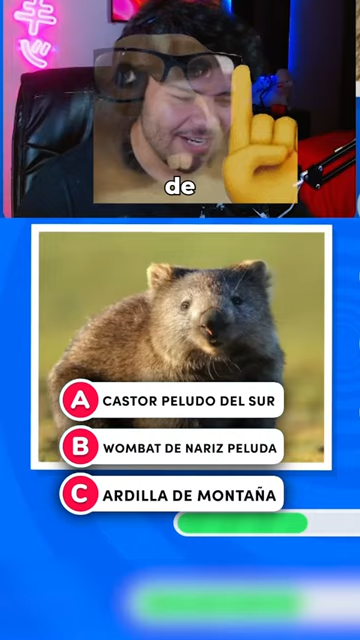 de
A CASTOR PELUDO DEL SUR
B WOMBAT DE NARIZ PELUDA
C ARDILLA DE MONTAÑA